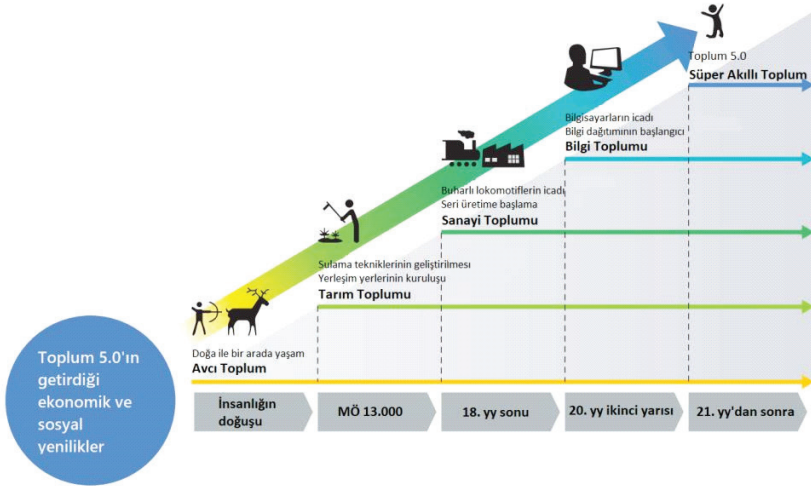 Toplum 5.0
Süper Akıllı Toplum
Bilgisayarların icadı
Bilgi dağıtımının başlangıcı
Bilgi Toplumu
Buharlı lokomotiflerin icadı
Seri üretime başlama
Sanayi Toplumu
Sulama tekniklerinin geliştirilmesı
Yerleşim yerlerinin kuruluşu
Tarım Toplumu
Doğa ile bir arada yaşam
Avcı Toplum
Toplum 5.0'ın
getirdiği
ekonomik ve
sosyal
yenilikler
İnsanlığın
doğuşu
MÖ 13.000
18. yy sonu
20. yy ikinci yarısı
21. yy'dan sonra